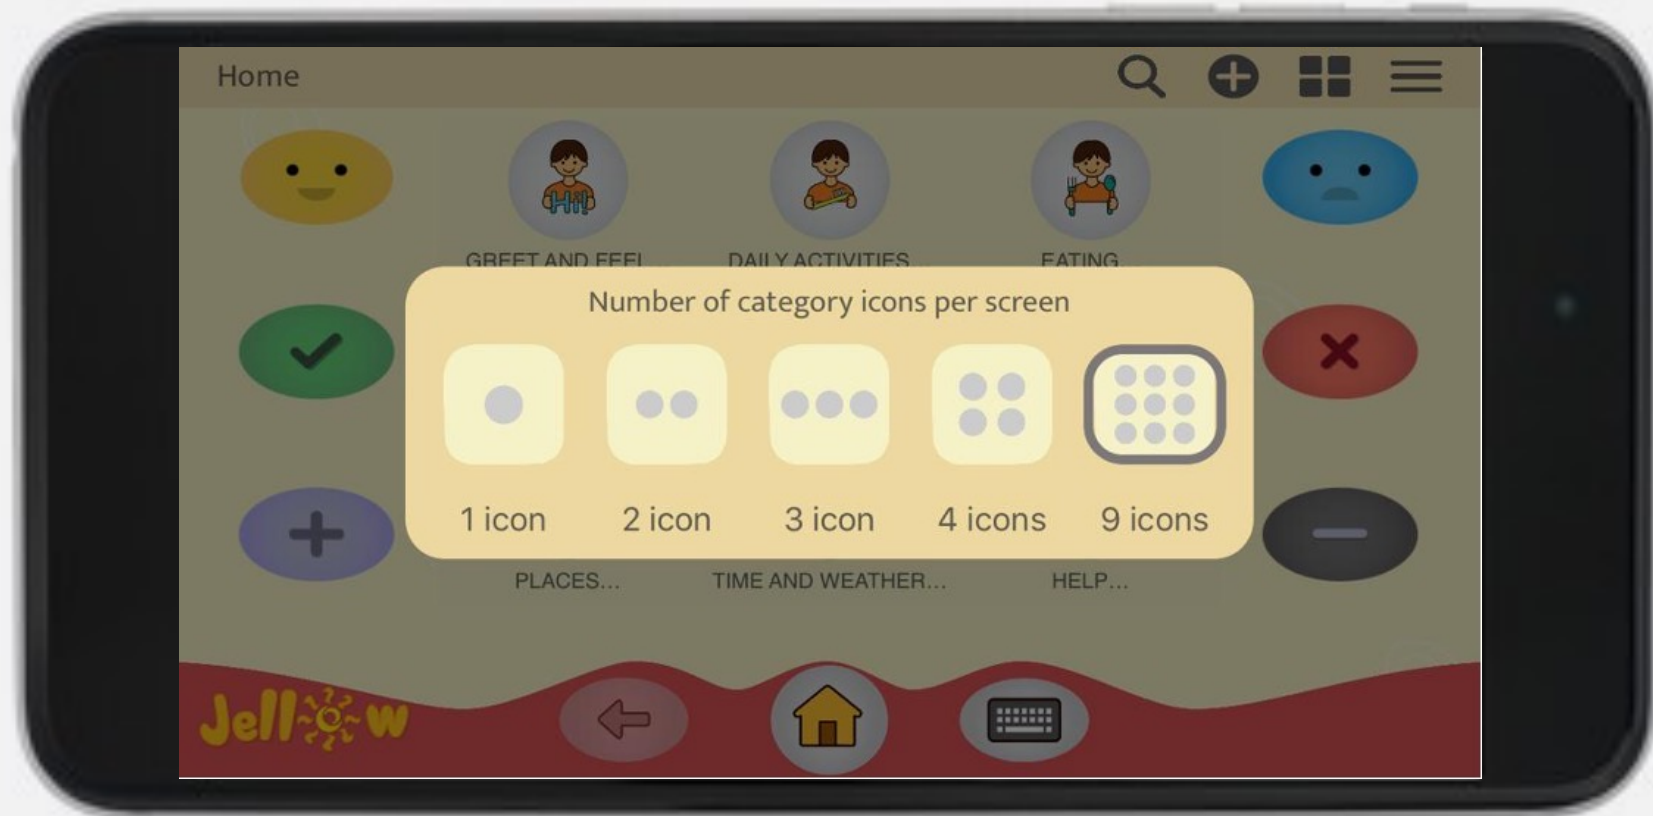 Home
Hi!
GREET AND FEEL...
DAILY ACTIVITIES...
EATING...
Number of category icons per screen
1 icon
2 icon
3 icon
4 icons
9 icons
PLACES...
TIME AND WEATHER...
HELP...
Jellow